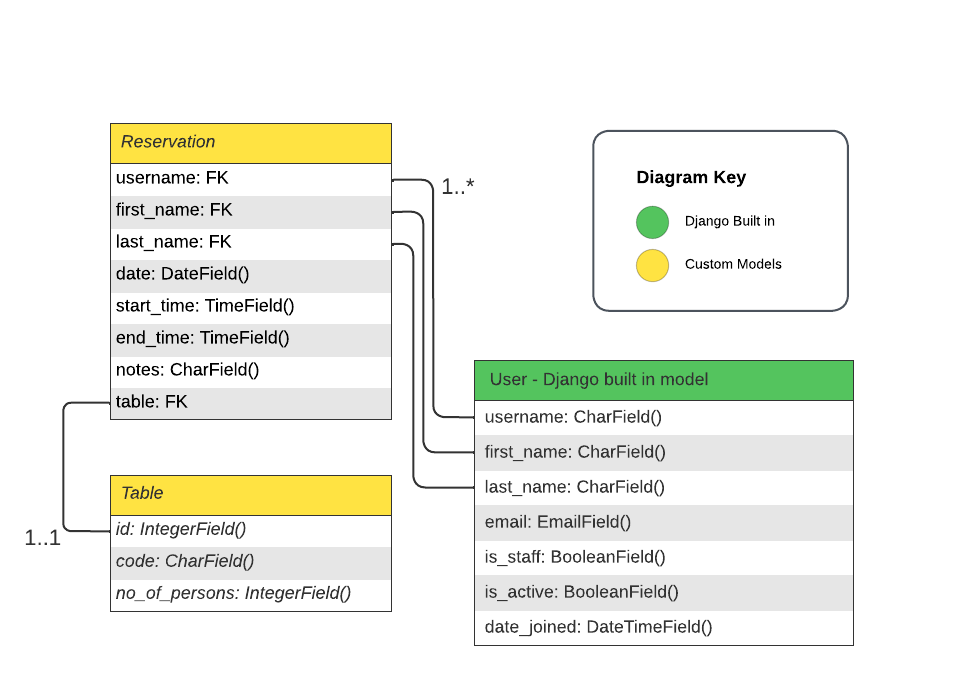 Reservation
username: FK
first_name: FK
last_name: FK
date: DateField()
start_time: TimeField()
end_time: TimeField()
notes: CharField()
table: FK
1..*
Diagram Key
Django Built in
Custom Models
User - Django built in model
username: CharField()
first_name: CharField()
last_name: CharField()
email: EmailField()
is_staff: BooleanField()
is_active: BooleanField()
date_joined: DateTimeField()
Table
id: IntegerField()
code: CharField()
no_of_persons: IntegerField()
1..1